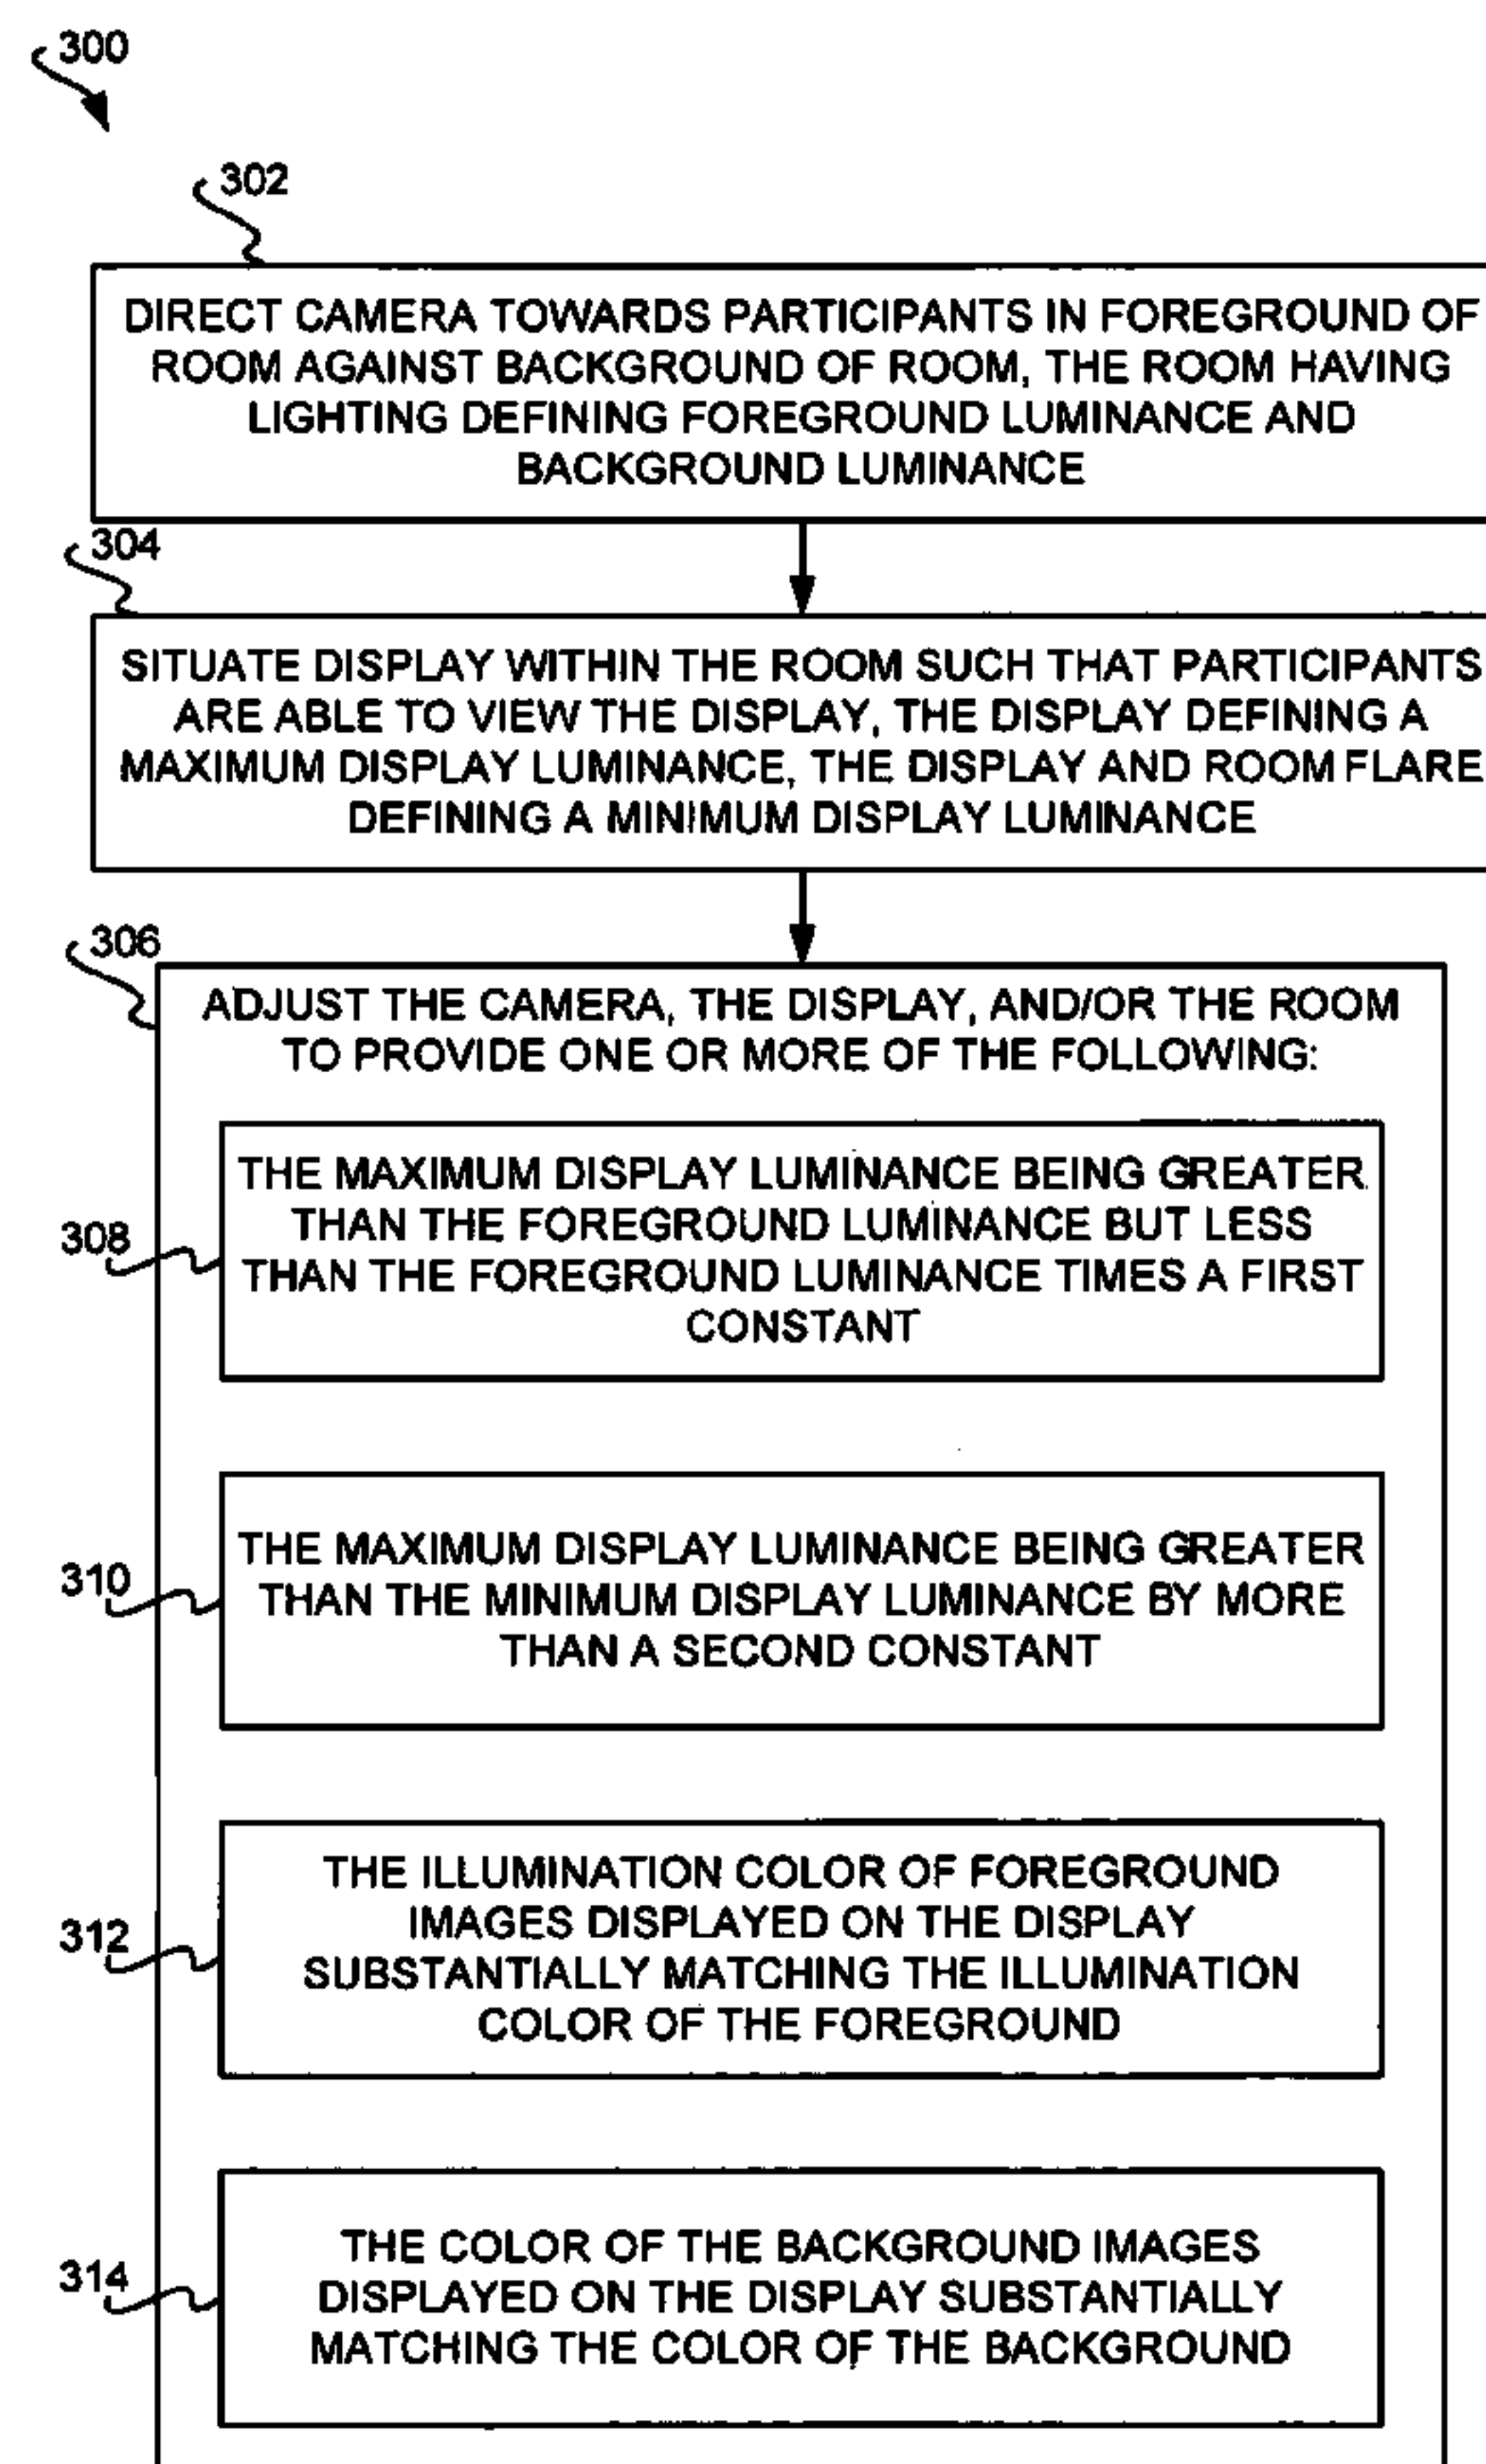 300
302
DIRECT CAMERA TOWARDS PARTICIPANTS IN FOREGROUND OF
ROOM AGAINST BACKGROUND OF ROOM, THE ROOM HAVING
LIGHTING DEFINING FOREGROUND LUMINANCE AND
BACKGROUND LUMINANCE
304
SITUATE DISPLAY WITHIN THE ROOM SUCH THAT PARTICIPANTS
ARE ABLE TO VIEW THE DISPLAY, THE DISPLAY DEFINING A
MAXIMUM DISPLAY LUMINANCE, THE DISPLAY AND ROOM FLARE
DEFINING A MINIMUM DISPLAY LUMINANCE
306
ADJUST THE CAMERA, THE DISPLAY, AND/OR THE ROOM
TO PROVIDE ONE OR MORE OF THE FOLLOWING:
308
THE MAXIMUM DISPLAY LUMINANCE BEING GREATER
THAN THE FOREGROUND LUMINANCE BUT LESS
THAN THE FOREGROUND LUMINANCE TIMES A FIRST
CONSTANT
310
THE MAXIMUM DISPLAY LUMINANCE BEING GREATER
THAN THE MINIMUM DISPLAY LUMINANCE BY MORE
THAN A SECOND CONSTANT
312
THE ILLUMINATION COLOR OF FOREGROUND
IMAGES DISPLAYED ON THE DISPLAY
SUBSTANTIALLY MATCHING THE ILLUMINATION
COLOR OF THE FOREGROUND
314
THE COLOR OF THE BACKGROUND IMAGES
DISPLAYED ON THE DISPLAY SUBSTANTIALLY
MATCHING THE COLOR OF THE BACKGROUND